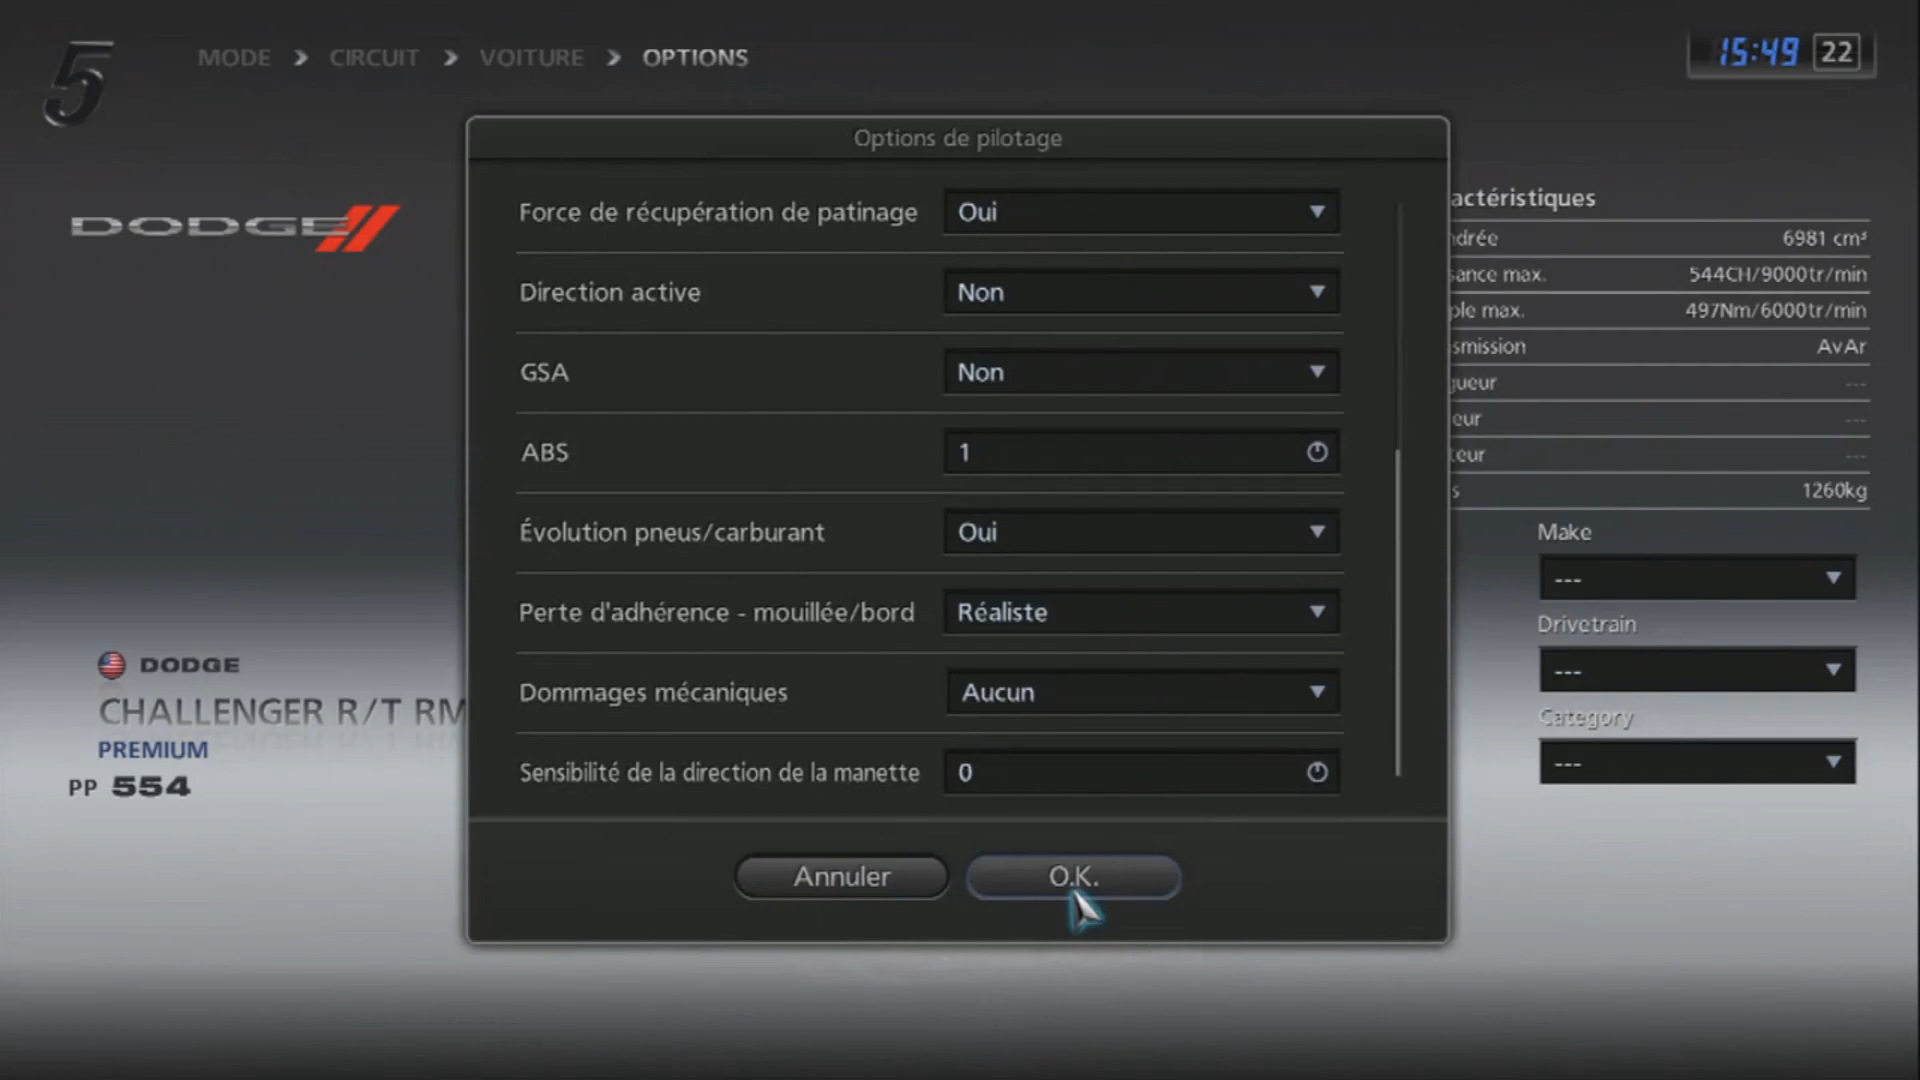 5
MODE > CIRCUIT > VOITURE > OPTIONS
15:49 22
Options de pilotage
DODGE
Force de récupération de patinage Oui
Direction active Non
GSA Non
ABS 1
Évolution pneus/carburant Oui
Perte d'adhérence - mouillée/bord Réaliste
Dommages mécaniques Aucun
Sensibilité de la direction de la manette 0
Annuler O.K.
DODGE
CHALLENGER R/T RM
PREMIUM
PP 554
actéristiques
drée 6981 cm³
sance max. 544CH/9000tr/min
ple max. 497Nm/6000tr/min
smission AvAr
gueur ---
eur ---
teur ---
s 1260kg
Make
---
Drivetrain
---
Category
---